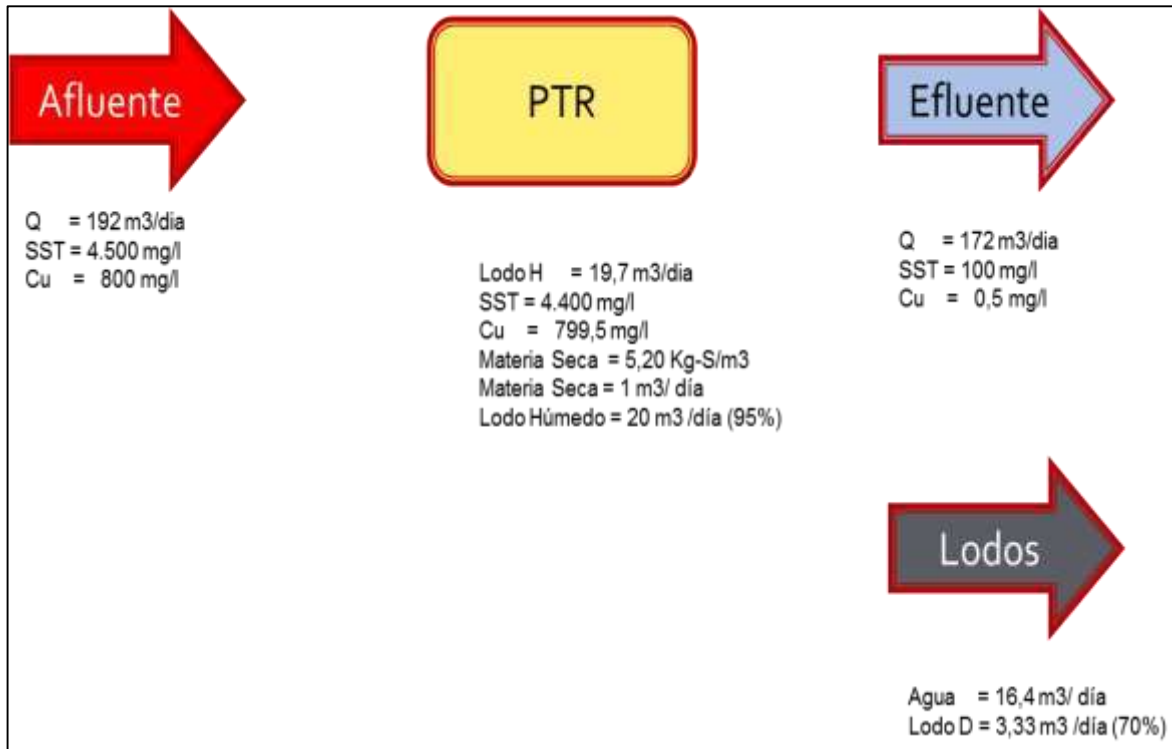 Afluente
Q = 192 m3/dia
SST = 4.500 mg/l
Cu = 800 mg/l
PTR
Lodo H = 19,7 m3/dia
SST = 4.400 mg/l
Cu = 799,5 mg/l
Materia Seca = 5,20 Kg-S/m3
Materia Seca = 1 m3/ día
Lodo Húmedo = 20 m3 /día (95%)
Efluente
Q = 172 m3/dia
SST = 100 mg/l
Cu = 0,5 mg/l
Lodos
Agua = 16,4 m3/ día
Lodo D = 3,33 m3 /día (70%)